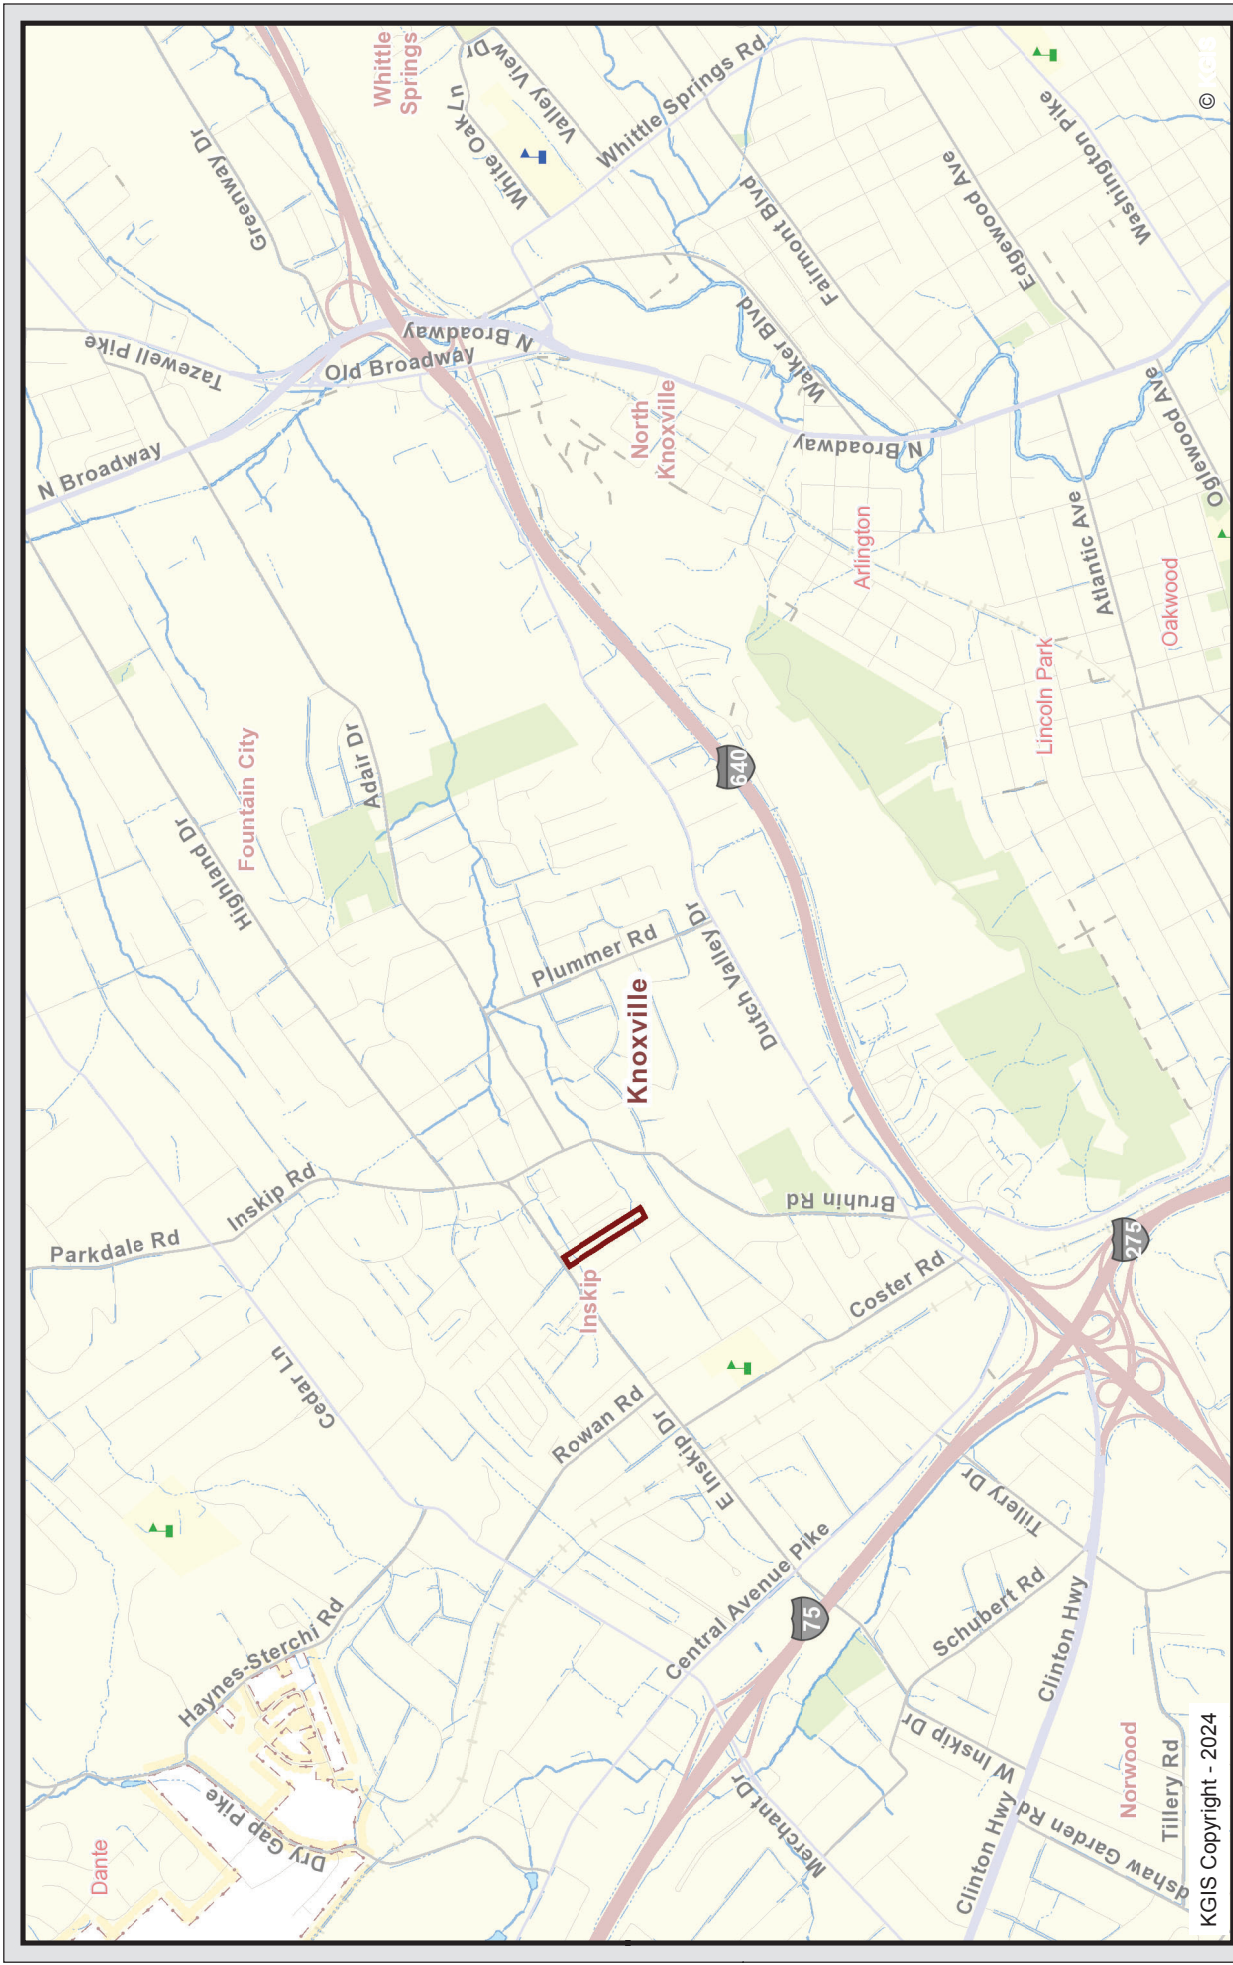 Whittle
Springs
Greenway Dr
White Oak Ln
Valley View Dr
Whittle Springs Rd
Washington Pike
© KGIS
Tazewell Pike
N Broadway
Old Broadway
N Broadway
Fairmont Blvd
Edgewood Ave
Walker Blvd
North
Knoxville
N Broadway
Oglewood Ave
Arlington
Atlantic Ave
Oakwood
Lincoln Park
Fountain City
Adair Dr
Highland Dr
640
Plummer Rd
Dutch Valley Dr
Knoxville
Parkdale Rd
Inskip Rd
Bruhin Rd
Inskip
Coster Rd
275
Cedar Ln
Rowan Rd
E Inskip Dr
Tillery Dr
Central Avenue Pike
75
Haynes-Sterchi Rd
Schubert Rd
Clinton Hwy
W Inskip Dr
Dry Gap Pike
Dante
Merchant Dr
Clinton Hwy
dshaw Garden Rd
Norwood
Tillery Rd
KGIS Copyright - 2024